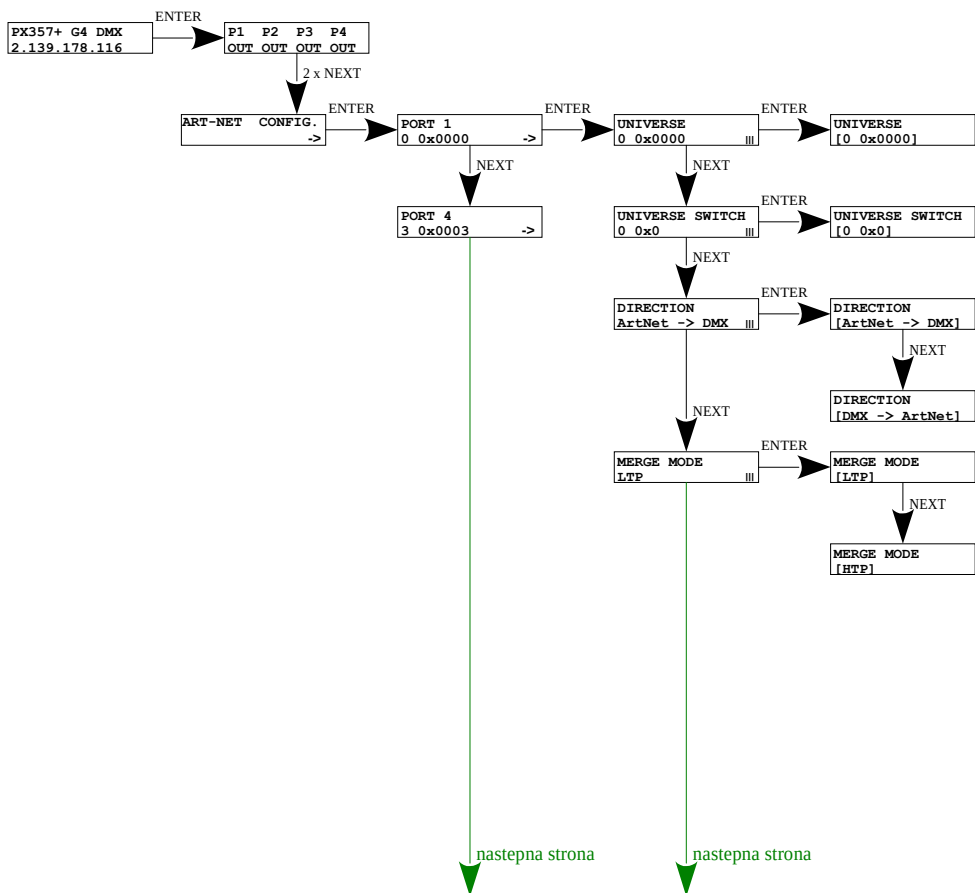 ENTER
PX357+ G4 DMX
2.139.178.116
P1 P2 P3 P4
OUT OUT OUT OUT
2 x NEXT
ART-NET CONFIG.
->
ENTER
PORT 1
0 0x0000 ->
ENTER
UNIVERSE
0 0x0000 |||
ENTER
UNIVERSE
[0 0x0000]
NEXT
NEXT
PORT 4
3 0x0003 ->
UNIVERSE SWITCH
0 0x0 |||
ENTER
UNIVERSE SWITCH
[0 0x0]
NEXT
DIRECTION
ArtNet -> DMX |||
ENTER
DIRECTION
[ArtNet -> DMX]
NEXT
DIRECTION
[DMX -> ArtNet]
NEXT
MERGE MODE
LTP |||
ENTER
MERGE MODE
[LTP]
NEXT
MERGE MODE
[HTP]
nastepna strona
nastepna strona